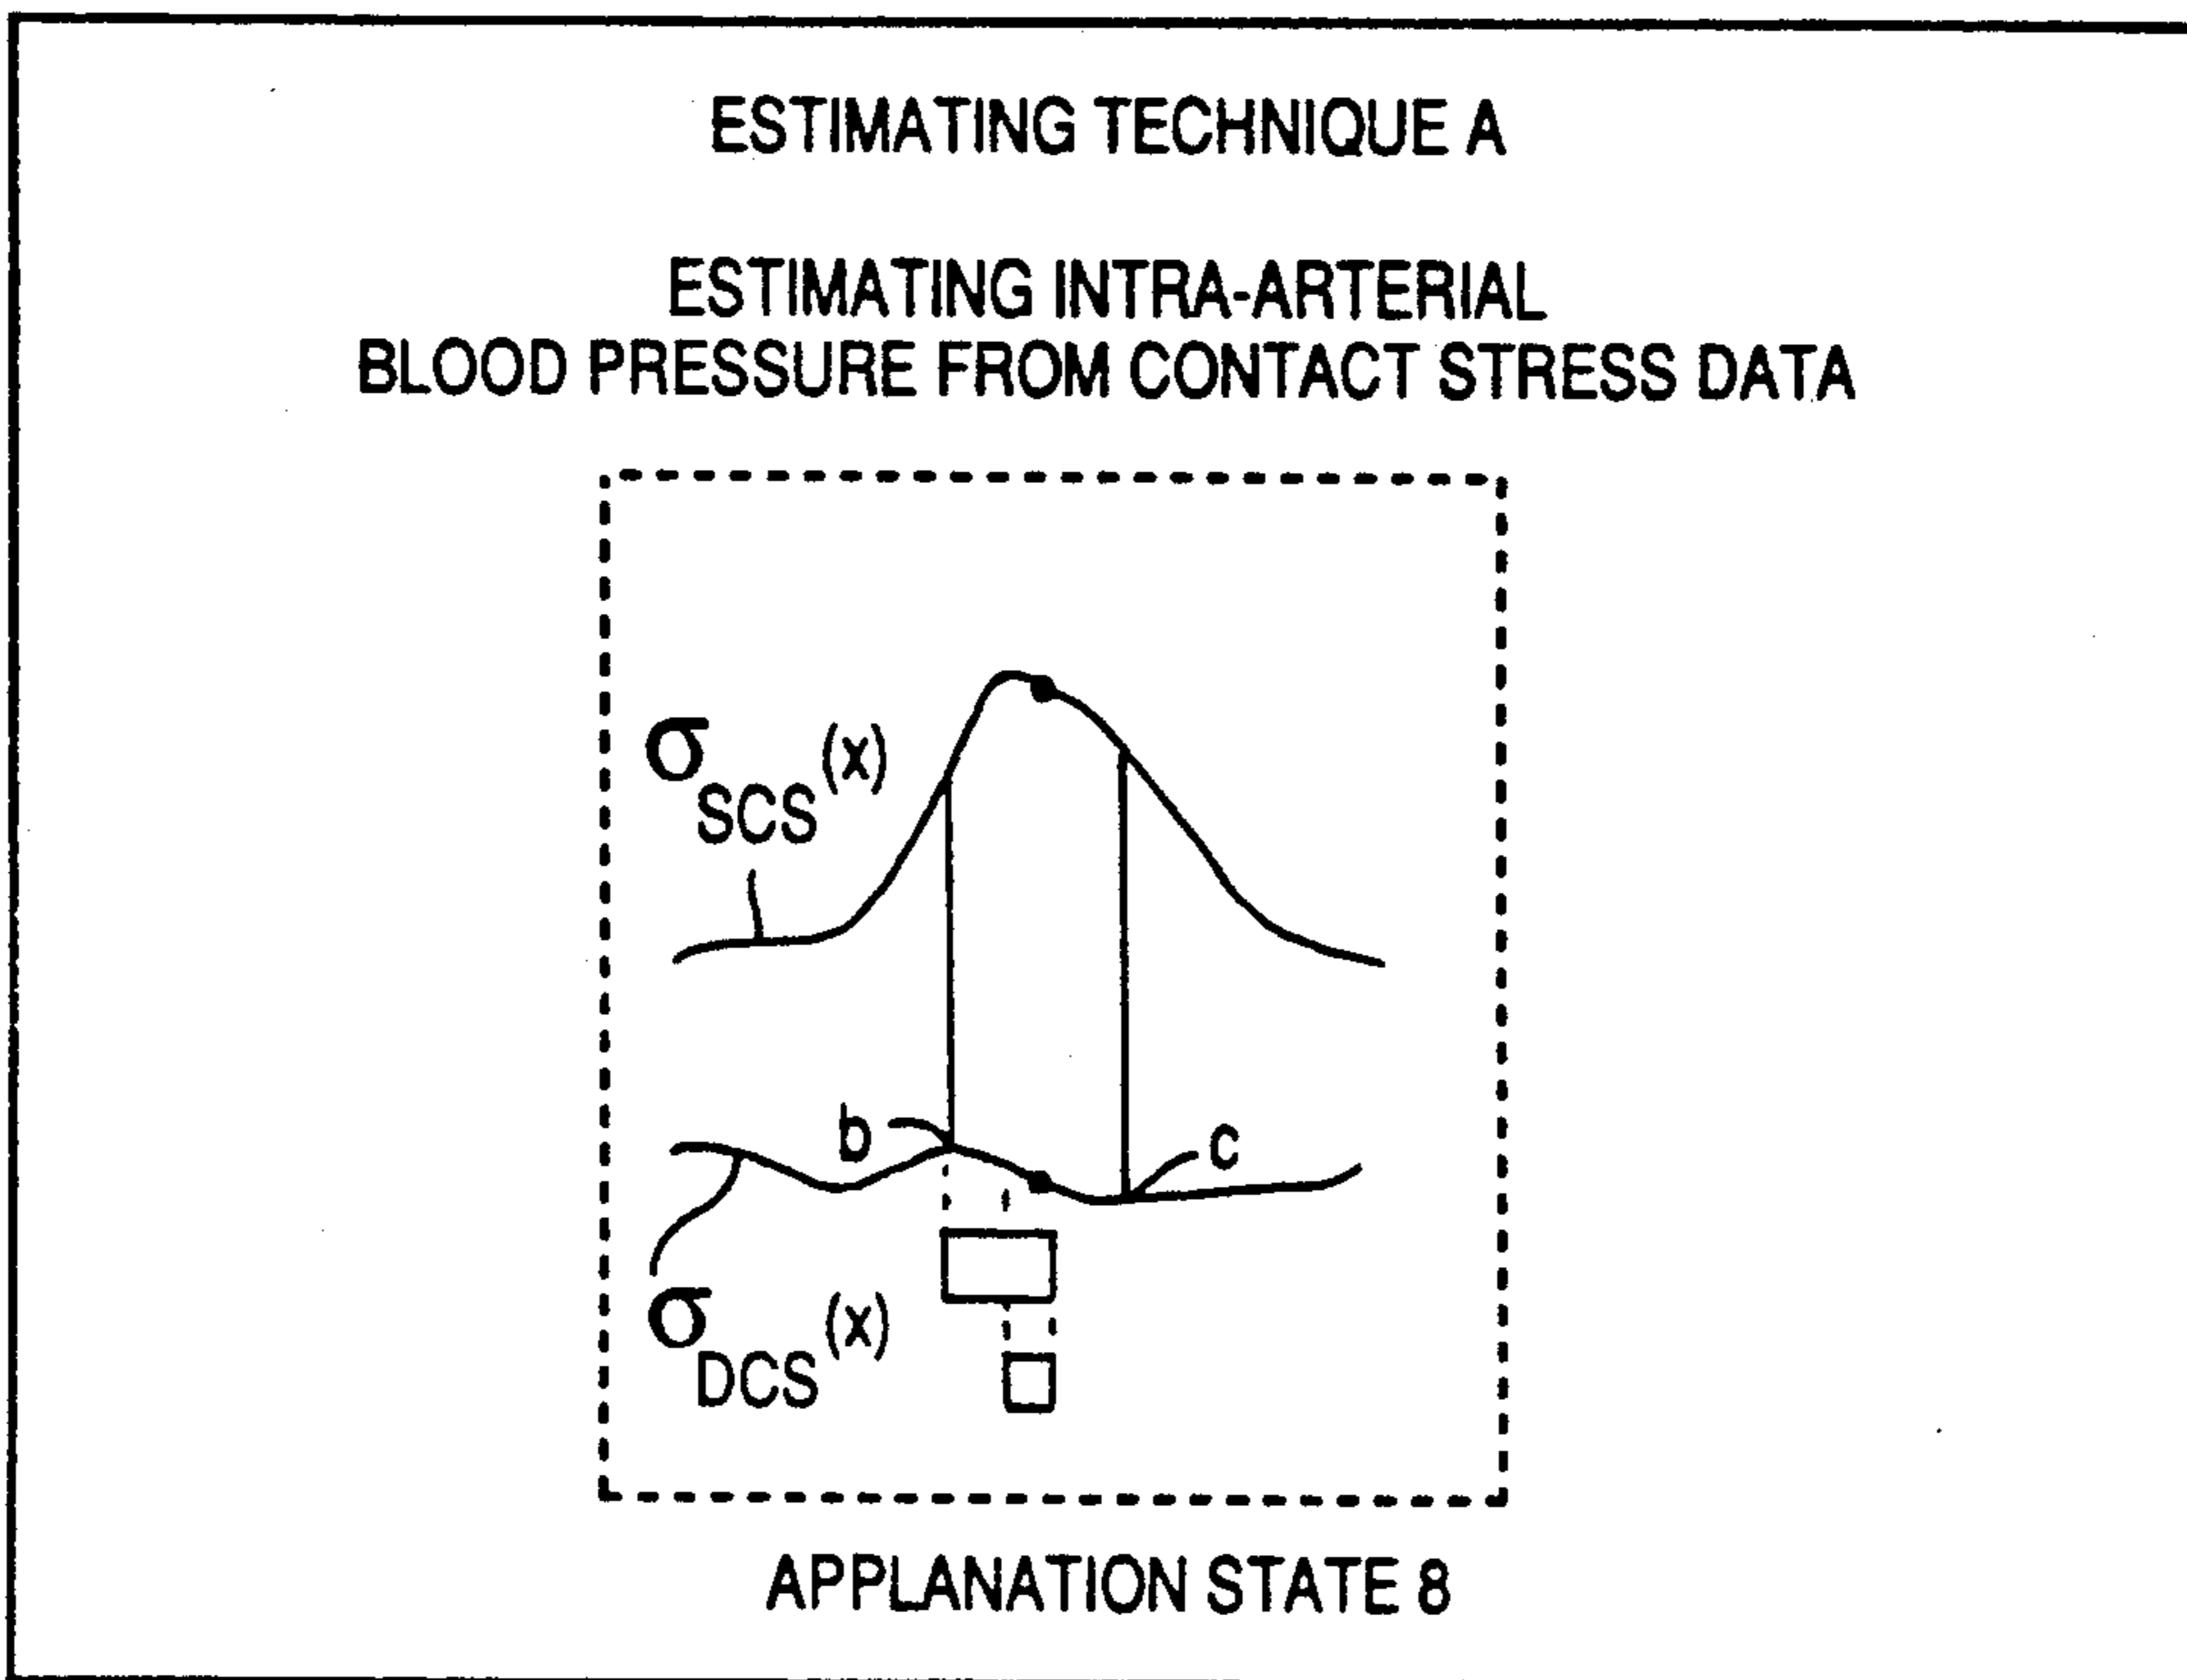 ESTIMATING TECHNIQUE A
ESTIMATING INTRA-ARTERIAL
BLOOD PRESSURE FROM CONTACT STRESS DATA
σSCS(x)
b
c
σDCS(x)
APPLANATION STATE 8